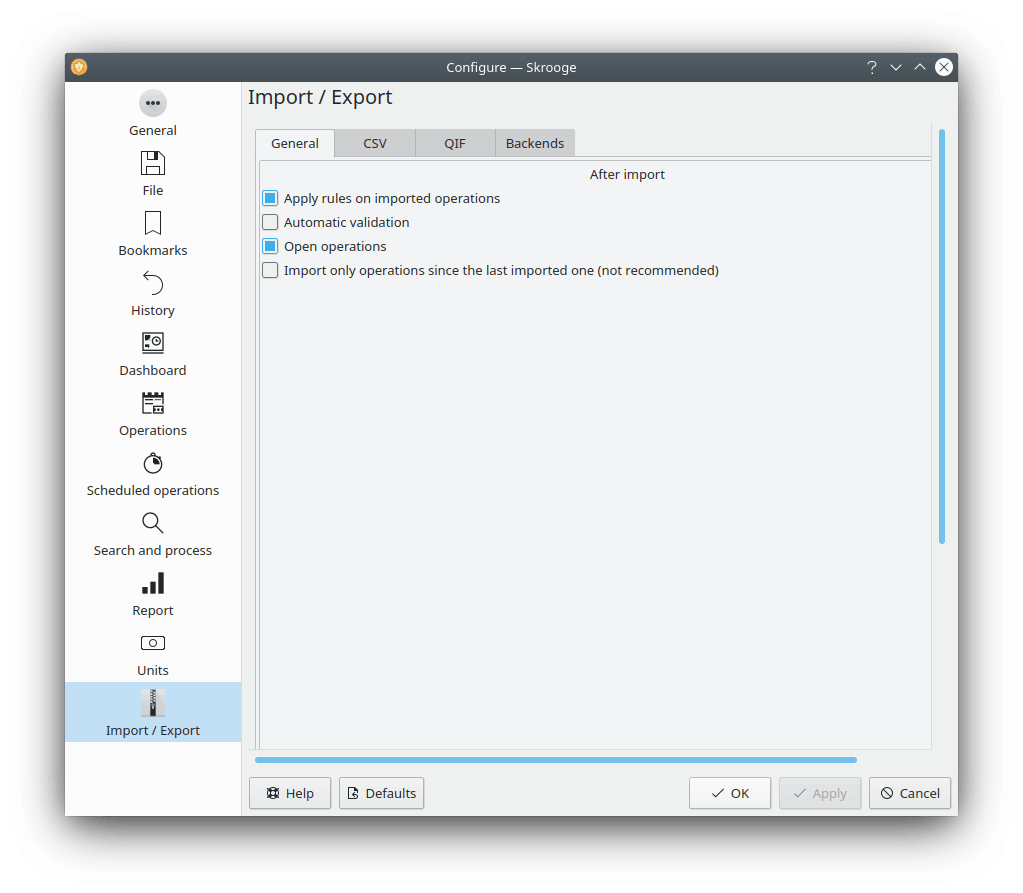 Configure — Skrooge
General
File
Bookmarks
History
Dashboard
Operations
Scheduled operations
Search and process
Report
Units
Import / Export
Import / Export
General CSV QIF Backends
After import
Apply rules on imported operations
Automatic validation
Open operations
Import only operations since the last imported one (not recommended)
Help Defaults OK Apply Cancel